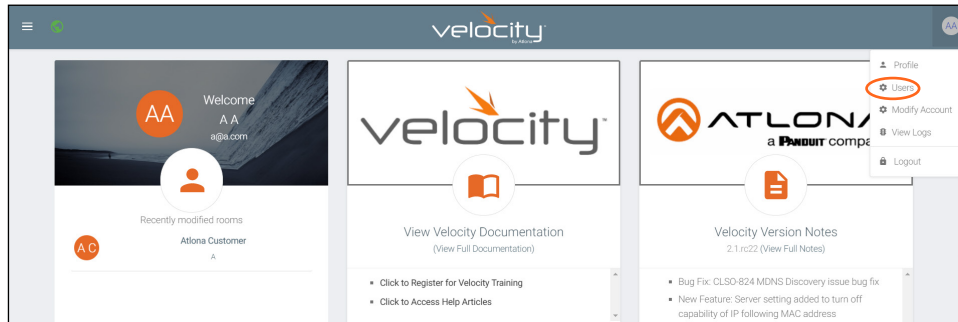 velocity
by Atlona
AA
Profile
Users
Modify Account
View Logs
Logout
AA
Welcome
A A
a@a.com
Recently modified rooms
A C
Atlona Customer
A
velocity
View Velocity Documentation
(View Full Documentation)
Click to Register for Velocity Training
Click to Access Help Articles
ATLONA
a PANDUIT compa
Velocity Version Notes
2.1.rc22 (View Full Notes)
Bug Fix: CLSO-824 MDNS Discovery issue bug fix
New Feature: Server setting added to turn off
capability of IP following MAC address